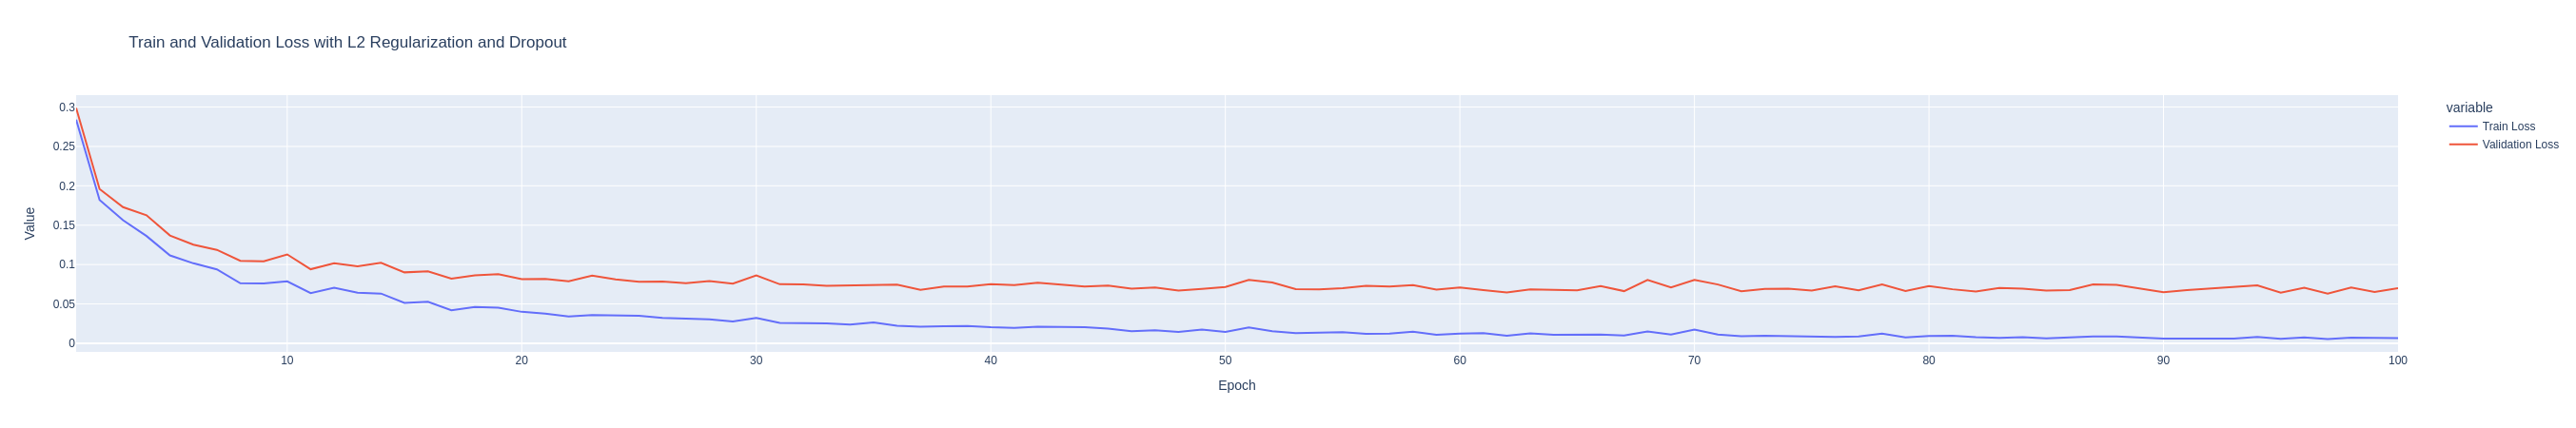 Train and Validation Loss with L2 Regularization and Dropout
0.3
0.25
0.2
0.15
0.1
0.05
0
Value
10 20 30 40 50 60 70 80 90 100
Epoch
variable
Train Loss
Validation Loss